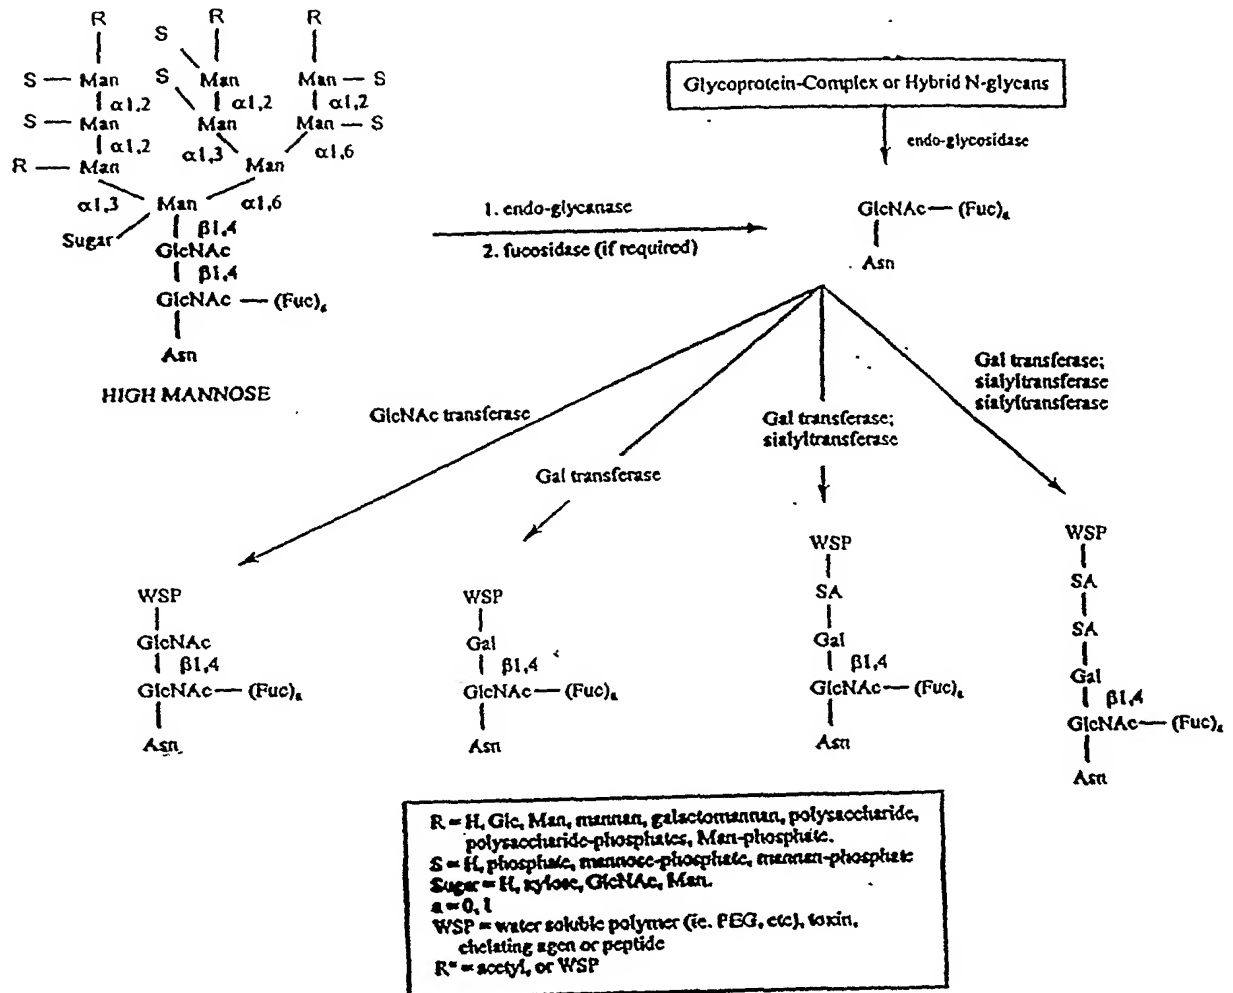 R
S
R
R
S — Man
S
Man
Man — S
α1,2
α1,2
α1,2
S — Man
Man
Man — S
α1,2
α1,3
α1,6
R — Man
Man
α1,3
Man
α1,6
Sugar
β1,4
GlcNAc
β1,4
GlcNAc — (Fuc)a
Asn
HIGH MANNOSE
Glycoprotein-Complex or Hybrid N-glycans
endo-glycosidase
1. endo-glycanase
2. fucosidase (if required)
GlcNAc — (Fuc)a
Asn
GlcNAc transferase
Gal transferase
Gal transferase;
sialyltransferase
Gal transferase;
sialyltransferase
sialyltransferase
WSP
GlcNAc
β1,4
GlcNAc — (Fuc)a
Asn
WSP
Gal
β1,4
GlcNAc — (Fuc)a
Asn
WSP
SA
Gal
β1,4
GlcNAc — (Fuc)a
Asn
WSP
SA
SA
Gal
β1,4
GlcNAc — (Fuc)a
Asn
R = H, Glc, Man, mannan, galactomannan, polysaccharide,
polysaccharide-phosphates, Man-phosphate.
S = H, phosphate, mannose-phosphate, mannan-phosphate
Sugar = H, xylose, GlcNAc, Man.
a = 0, 1
WSP = water soluble polymer (ie. PEG, etc), toxin,
chelating agen or peptide
R* = acetyl, or WSP